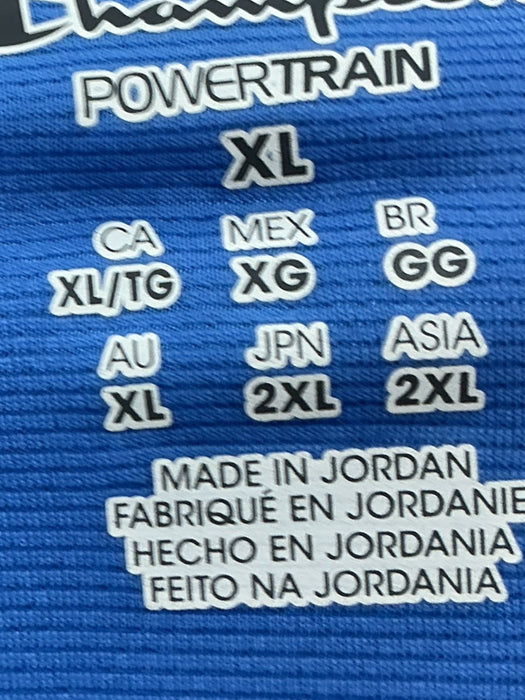 Champion
POWERTRAIN
XL
CA MEX BR
XL/TG XG GG
AU JPN ASIA
XL 2XL 2XL
MADE IN JORDAN
FABRIQUÉ EN JORDANIE
HECHO EN JORDANIA
FEITO NA JORDANIA